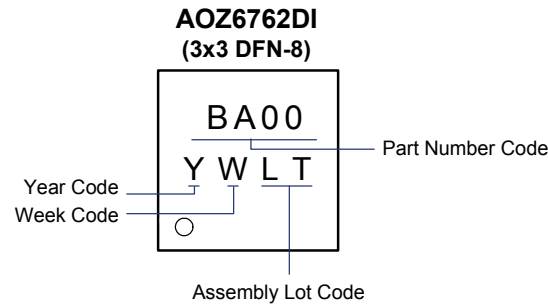 AOZ6762DI
(3x3 DFN-8)
BA00
Part Number Code
Y W L T
Year Code
Week Code
Assembly Lot Code